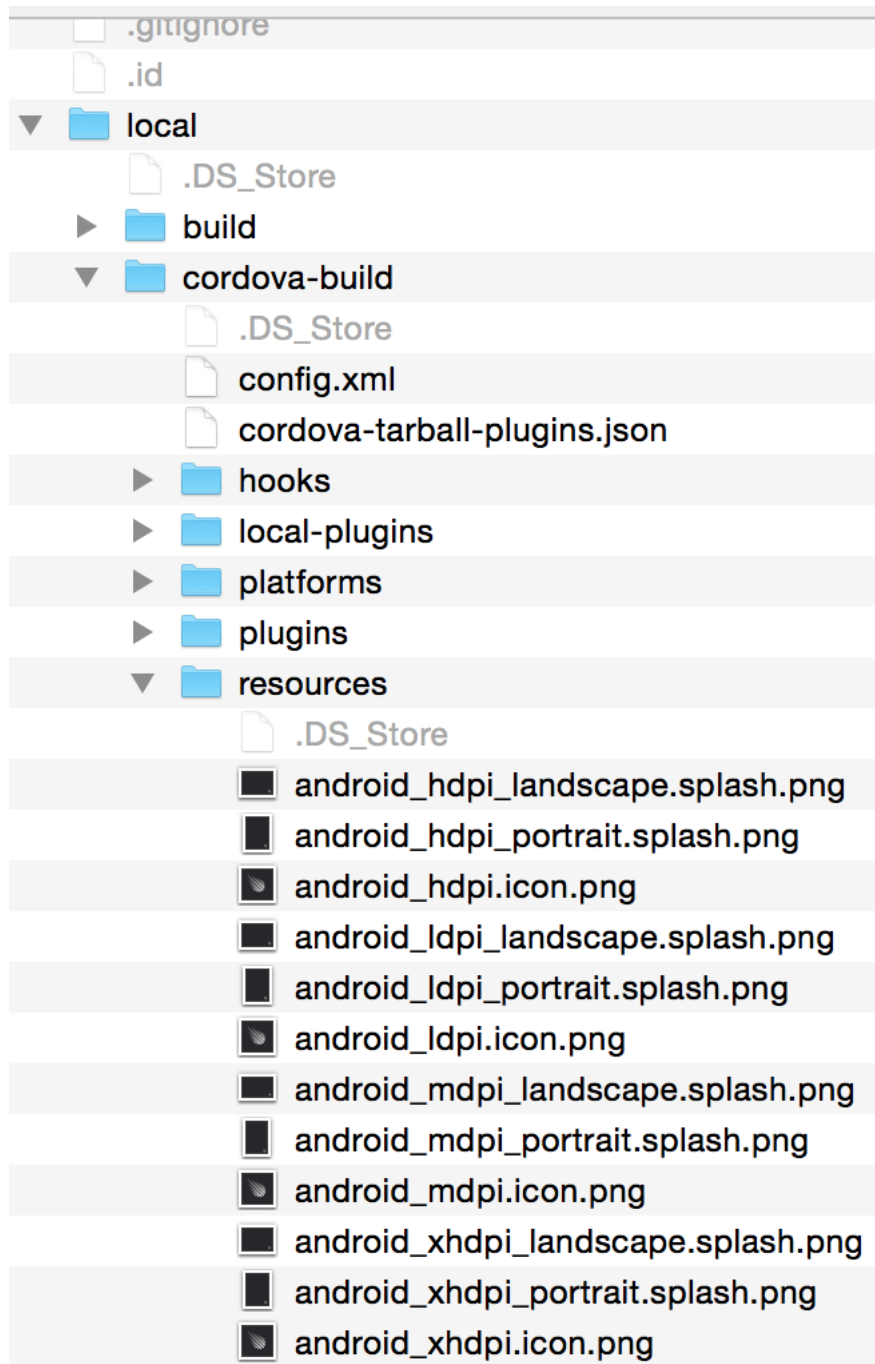 .gitignore
.id
local
.DS_Store
build
cordova-build
.DS_Store
config.xml
cordova-tarball-plugins.json
hooks
local-plugins
platforms
plugins
resources
.DS_Store
android_hdpi_landscape.splash.png
android_hdpi_portrait.splash.png
android_hdpi.icon.png
android_ldpi_landscape.splash.png
android_ldpi_portrait.splash.png
android_ldpi.icon.png
android_mdpi_landscape.splash.png
android_mdpi_portrait.splash.png
android_mdpi.icon.png
android_xhdpi_landscape.splash.png
android_xhdpi_portrait.splash.png
android_xhdpi.icon.png